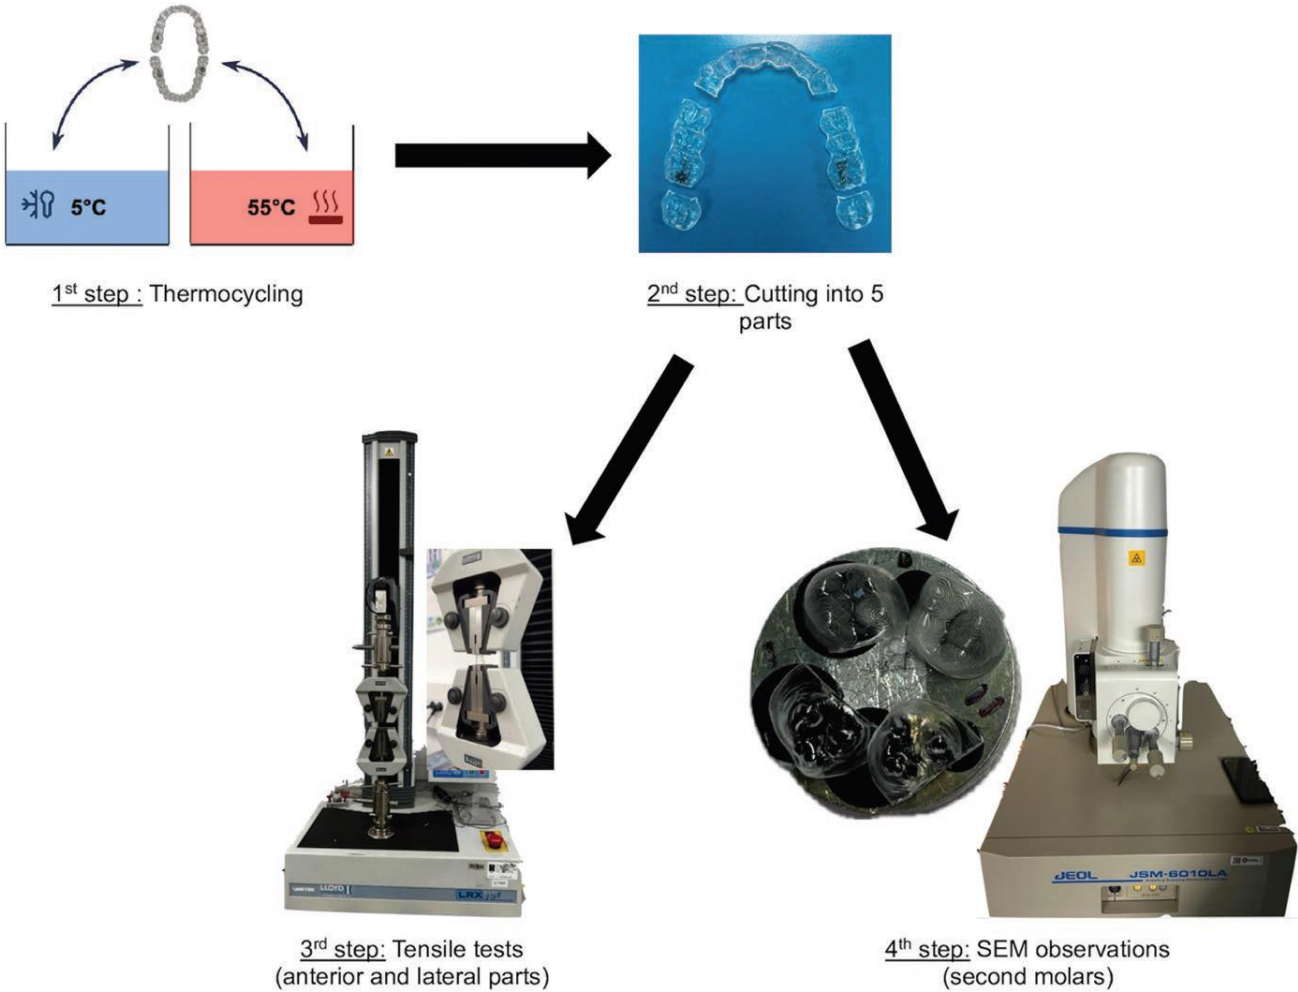 5°C
55°C
1st step : Thermocycling
2nd step: Cutting into 5
parts
LLOYD
LRX
JEOL
JSM-6010LA
3rd step: Tensile tests
(anterior and lateral parts)
4th step: SEM observations
(second molars)